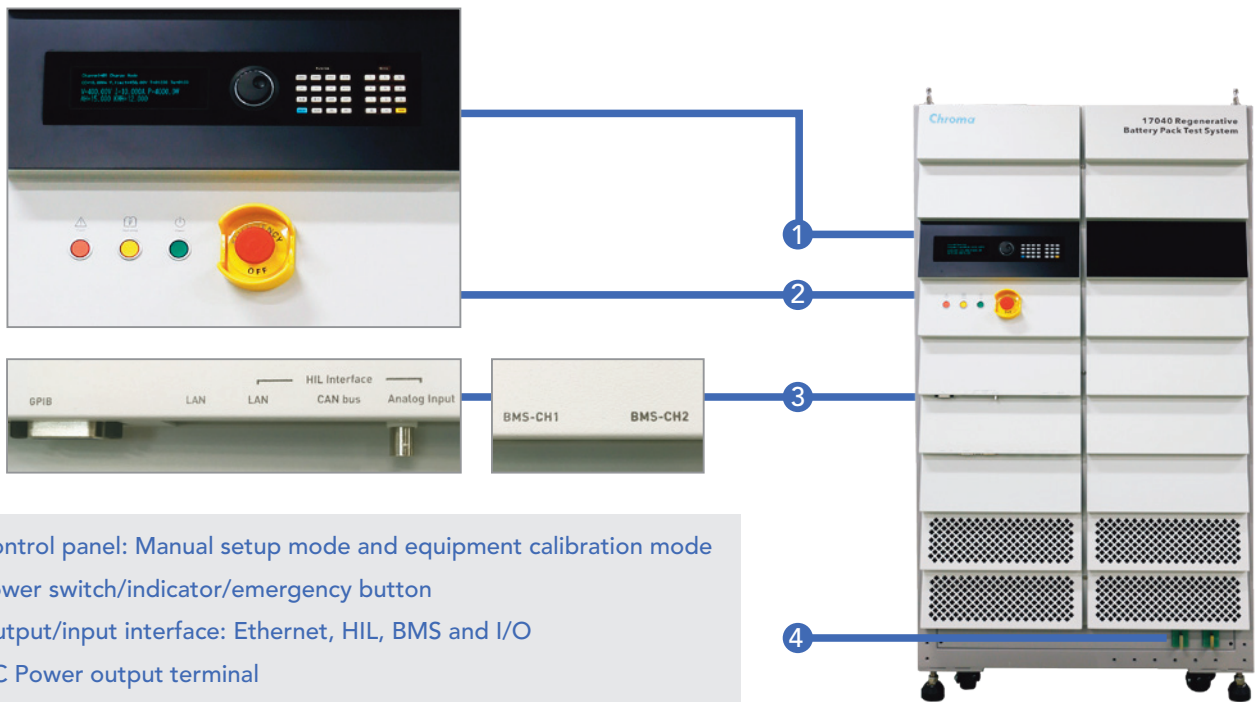 EMERGENCY
OFF
1
2
3
4
Chroma
17040 Regenerative
Battery Pack Test System
HIL Interface
GPIB
LAN
LAN
CAN bus
Analog Input
BMS-CH1
BMS-CH2
ontrol panel: Manual setup mode and equipment calibration mode
ower switch/indicator/emergency button
utput/input interface: Ethernet, HIL, BMS and I/O
C Power output terminal